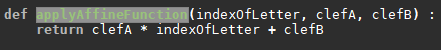 def applyAffineFunction(indexOfLetter, clefA, clefB) :
    return clefA * indexOfLetter + clefB